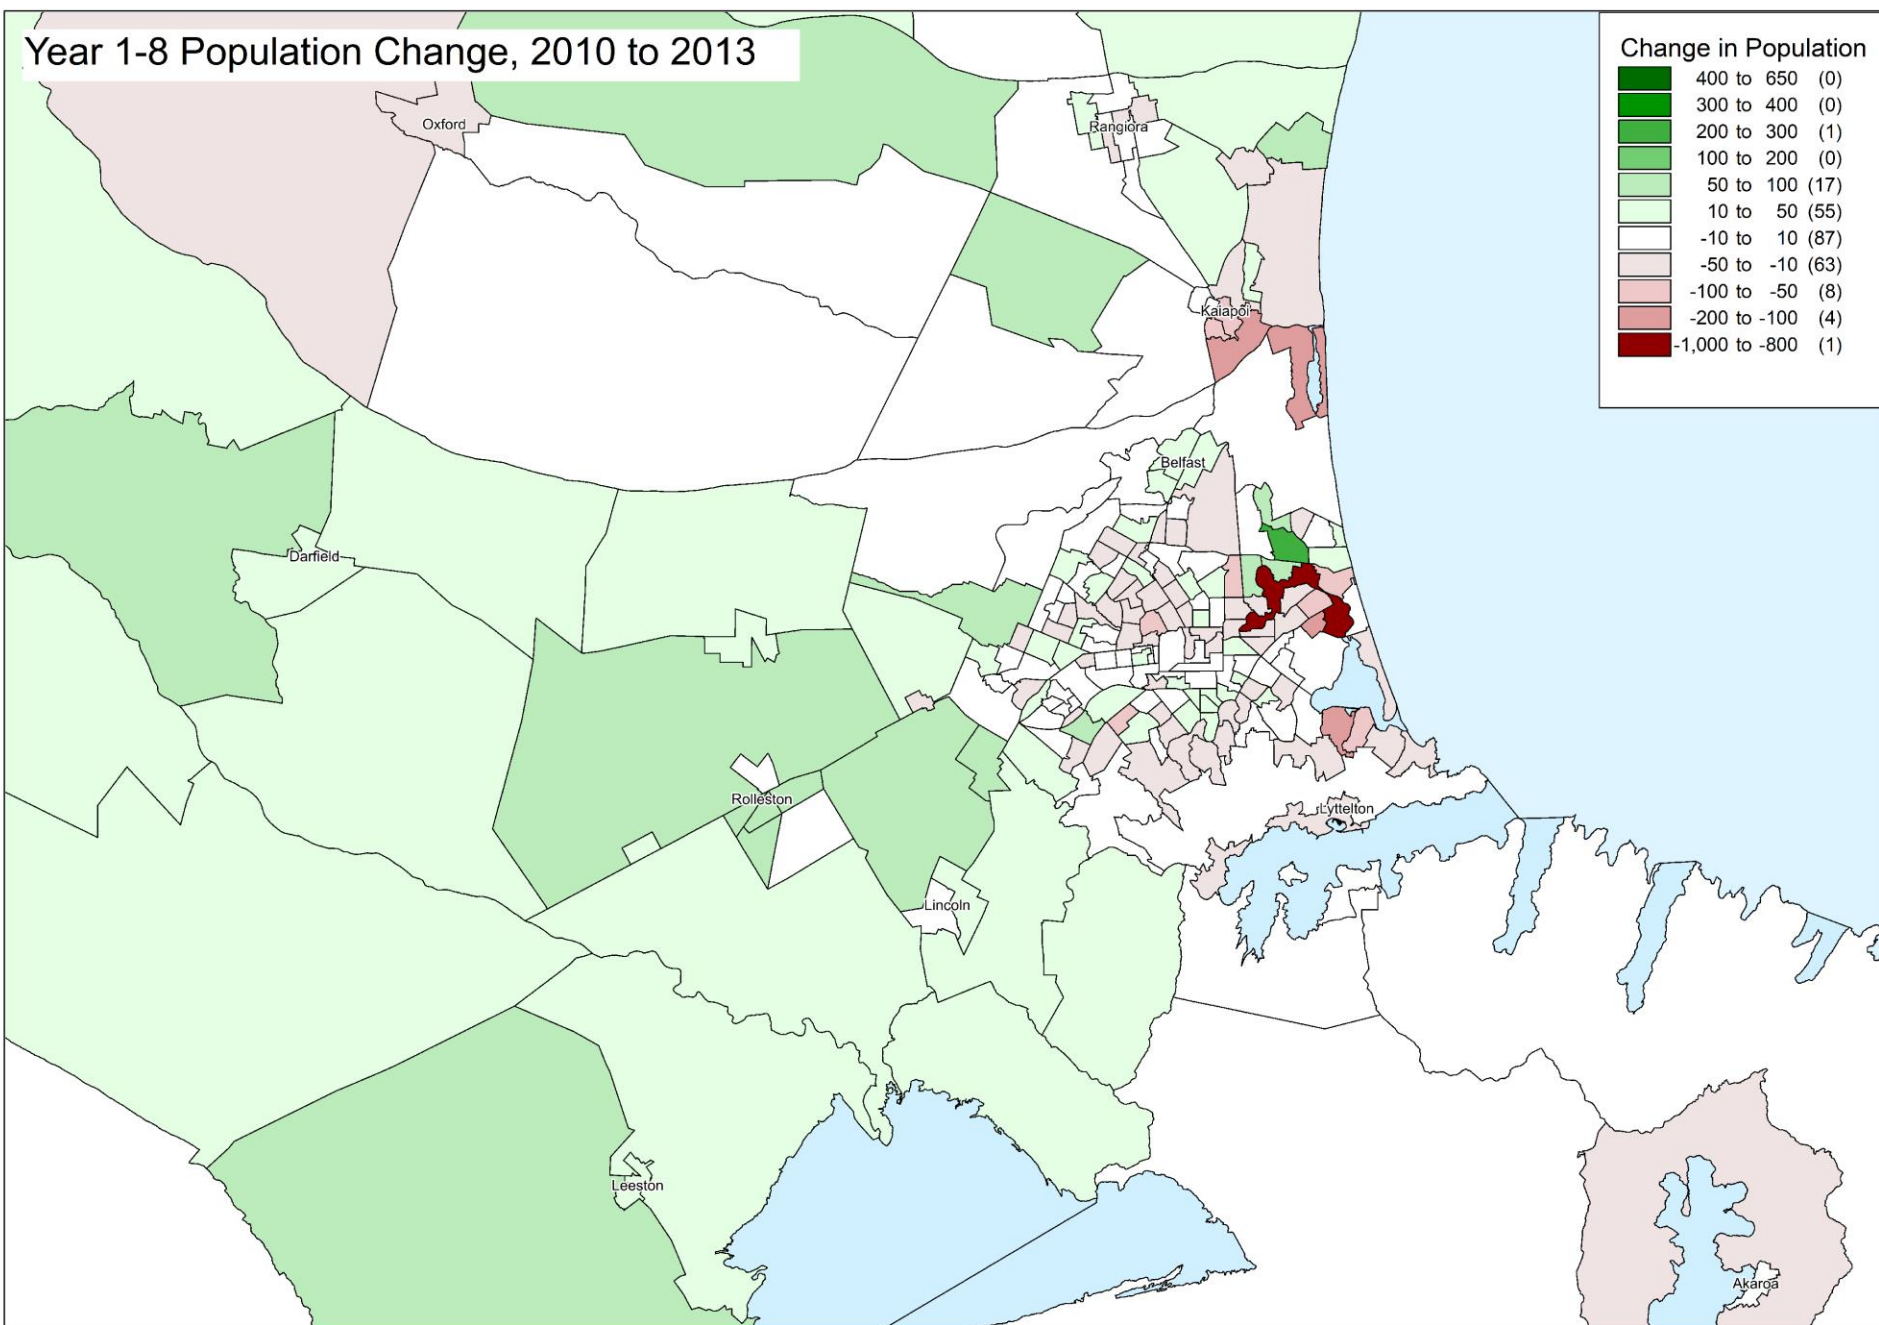 Year 1-8 Population Change, 2010 to 2013
Change in Population
400 to 650 (0)
300 to 400 (0)
200 to 300 (1)
100 to 200 (0)
50 to 100 (17)
10 to 50 (55)
-10 to 10 (87)
-50 to -10 (63)
-100 to -50 (8)
-200 to -100 (4)
-1,000 to -800 (1)
Oxford
Rangiora
Kaiapoi
Belfast
Darfield
Rolleston
Lyttelton
Lincoln
Leeston
Akaroa